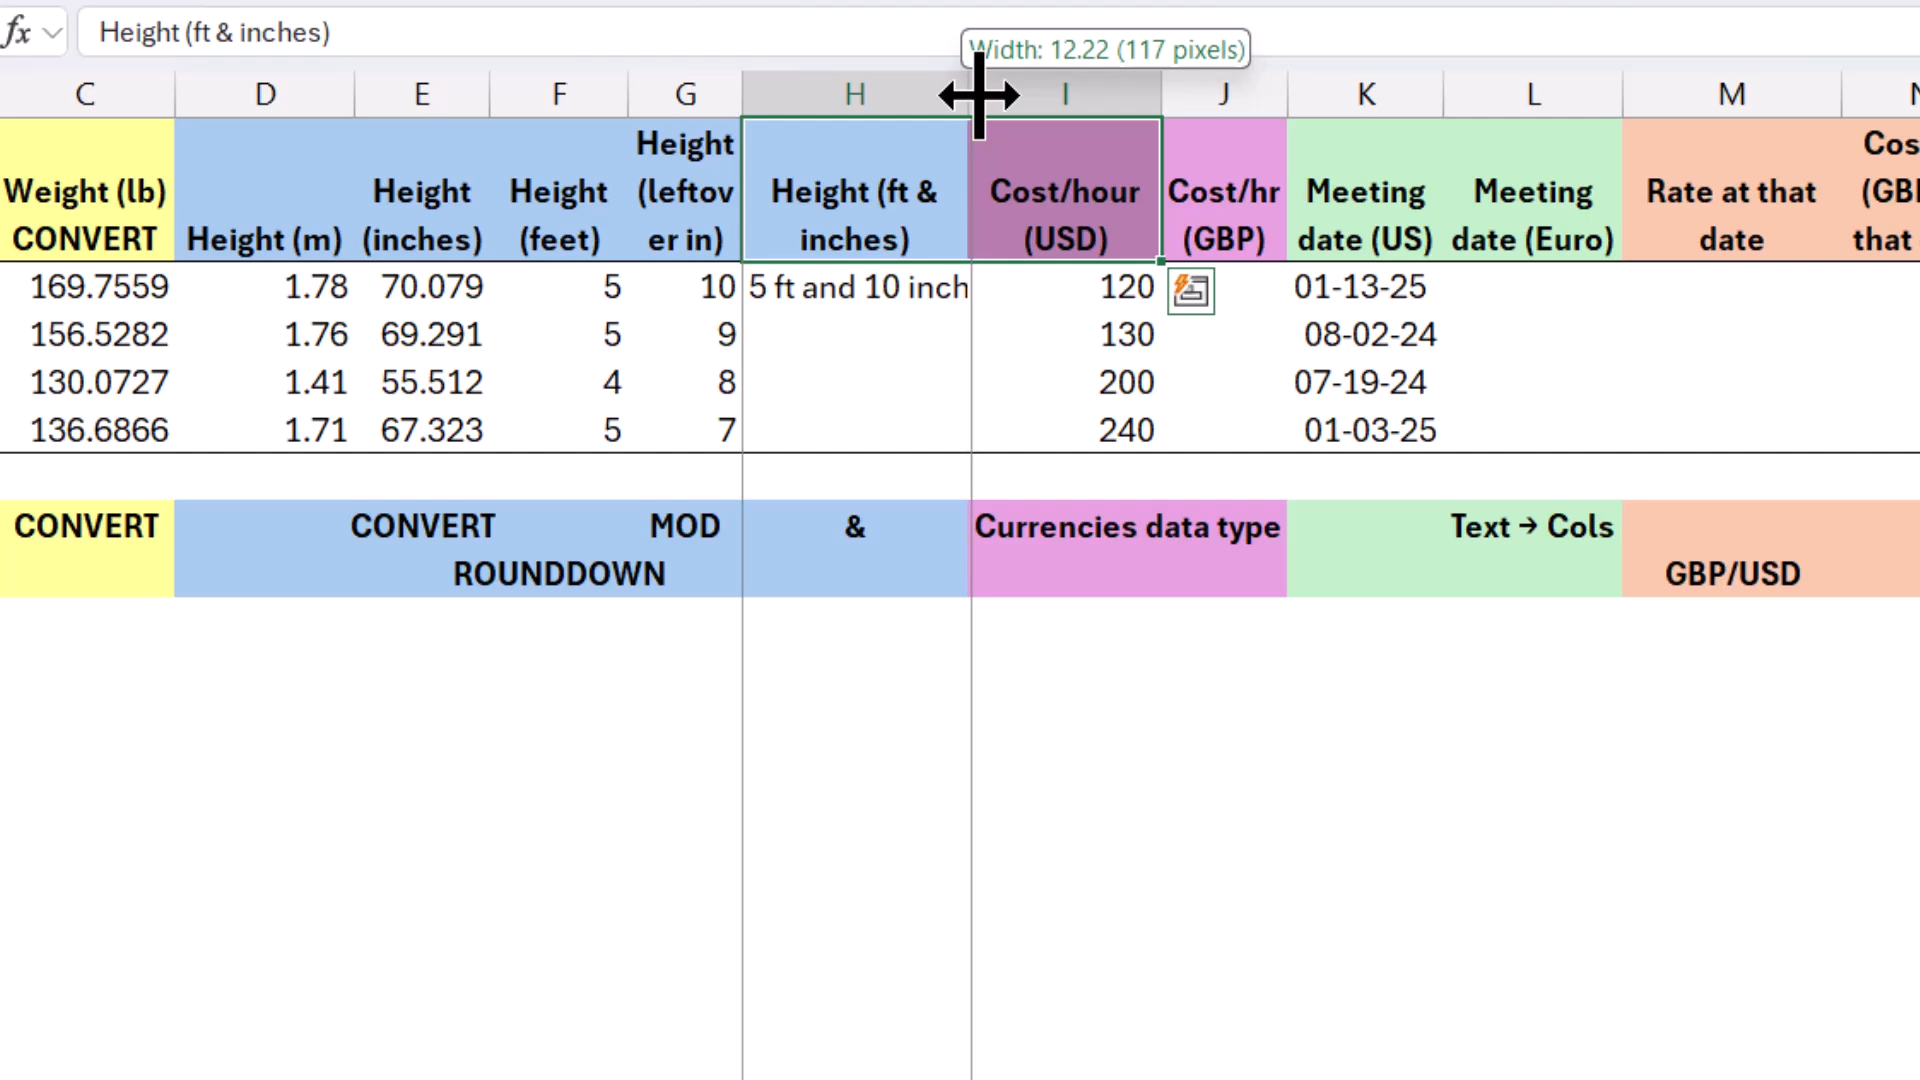 fx Height (ft & inches)
Width: 12.22 (117 pixels)
C D E F G H I J K L M
Weight (lb) CONVERT
Height (m)
Height (inches)
Height (feet)
Height (leftov er in)
Height (ft & inches)
Cost/hour (USD)
Cost/hr (GBP)
Meeting date (US)
Meeting date (Euro)
Rate at that date
Cos (GB that
169.7559 1.78 70.079 5 10 5 ft and 10 inch 120 01-13-25
156.5282 1.76 69.291 5 9 130 08-02-24
130.0727 1.41 55.512 4 8 200 07-19-24
136.6866 1.71 67.323 5 7 240 01-03-25
CONVERT CONVERT MOD & Currencies data type Text → Cols
ROUNDDOWN GBP/USD